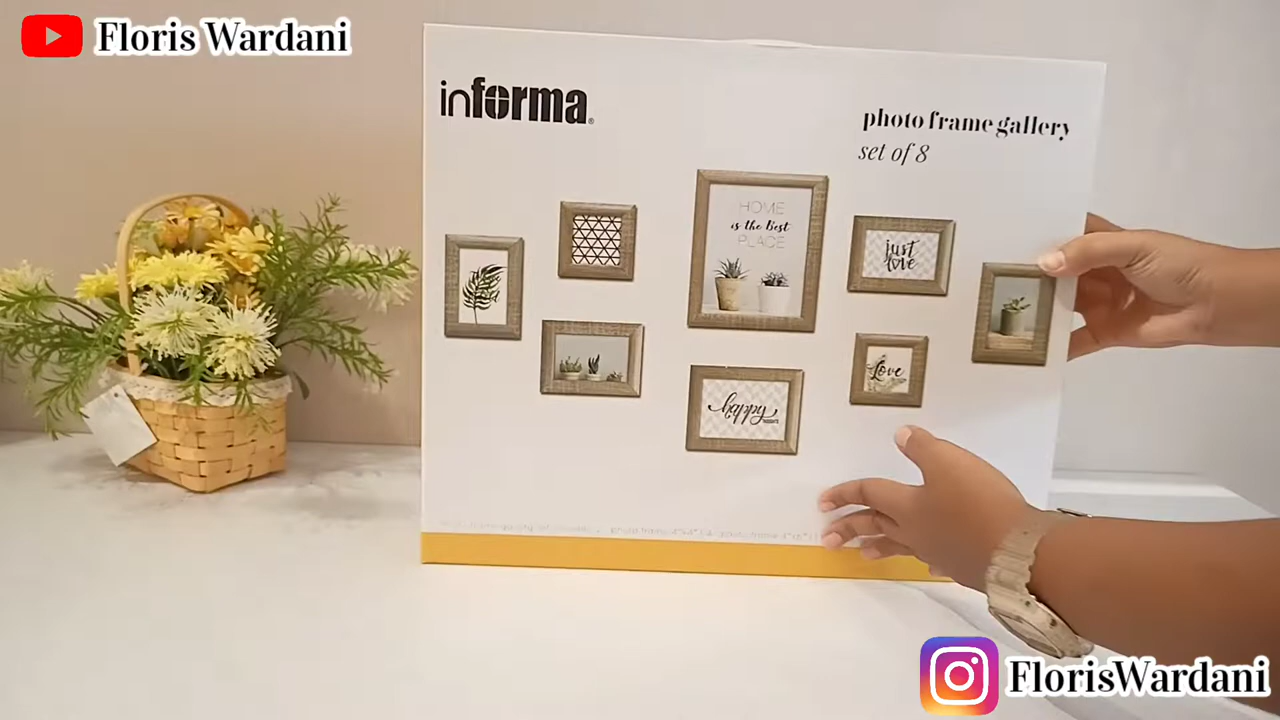 Floris Wardani
informa®
photo frame gallery
set of 8
HOME
is the Best
PLACE
just
love
Love
happy
FlorisWardani